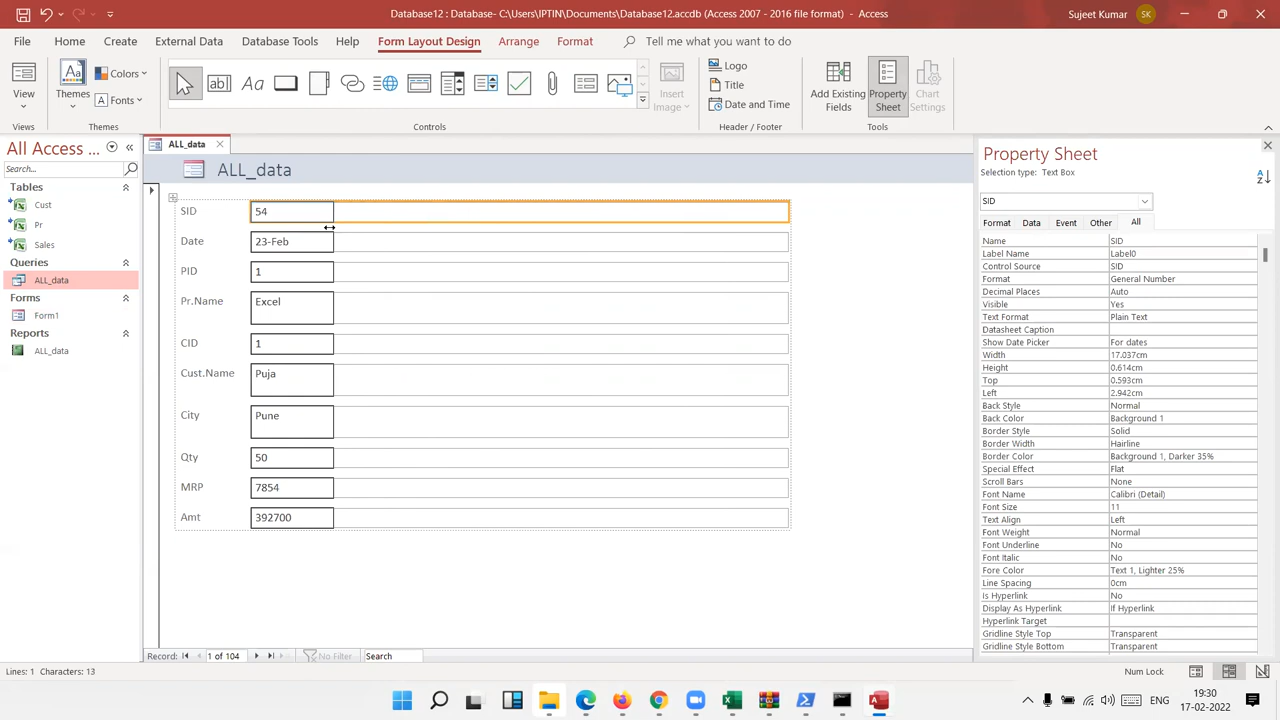 Database12 : Database- C:\Users\IPTIN\Documents\Database12.accdb (Access 2007 - 2016 file format) - Access
Sujeet Kumar
SK
File
Home
Create
External Data
Database Tools
Help
Form Layout Design
Arrange
Format
Tell me what you want to do
View
Themes
Colors
Fonts
Aa
Insert Image
Logo
Title
Date and Time
Add Existing Fields
Property Sheet
Chart Settings
Views
Themes
Controls
Header / Footer
Tools
All Access ...
Search...
Tables
Cust
Pr
Sales
Queries
ALL_data
Forms
Form1
Reports
ALL_data
ALL_data
ALL_data
SID 54
Date 23-Feb
PID 1
Pr.Name Excel
CID 1
Cust.Name Puja
City Pune
Qty 50
MRP 7854
Amt 392700
Record: 1 of 104 No Filter Search
Property Sheet
Selection type: Text Box
SID
Format Data Event Other All
Name SID
Label Name Label0
Control Source SID
Format General Number
Decimal Places Auto
Visible Yes
Text Format Plain Text
Datasheet Caption
Show Date Picker For dates
Width 17.037cm
Height 0.614cm
Top 0.593cm
Left 2.942cm
Back Style Normal
Back Color Background 1
Border Style Solid
Border Width Hairline
Border Color Background 1, Darker 35%
Special Effect Flat
Scroll Bars None
Font Name Calibri (Detail)
Font Size 11
Text Align Left
Font Weight Normal
Font Underline No
Font Italic No
Fore Color Text 1, Lighter 25%
Line Spacing 0cm
Is Hyperlink No
Display As Hyperlink If Hyperlink
Hyperlink Target
Gridline Style Top Transparent
Gridline Style Bottom Transparent
Lines: 1 Characters: 13
Num Lock
ENG
19:30
17-02-2022